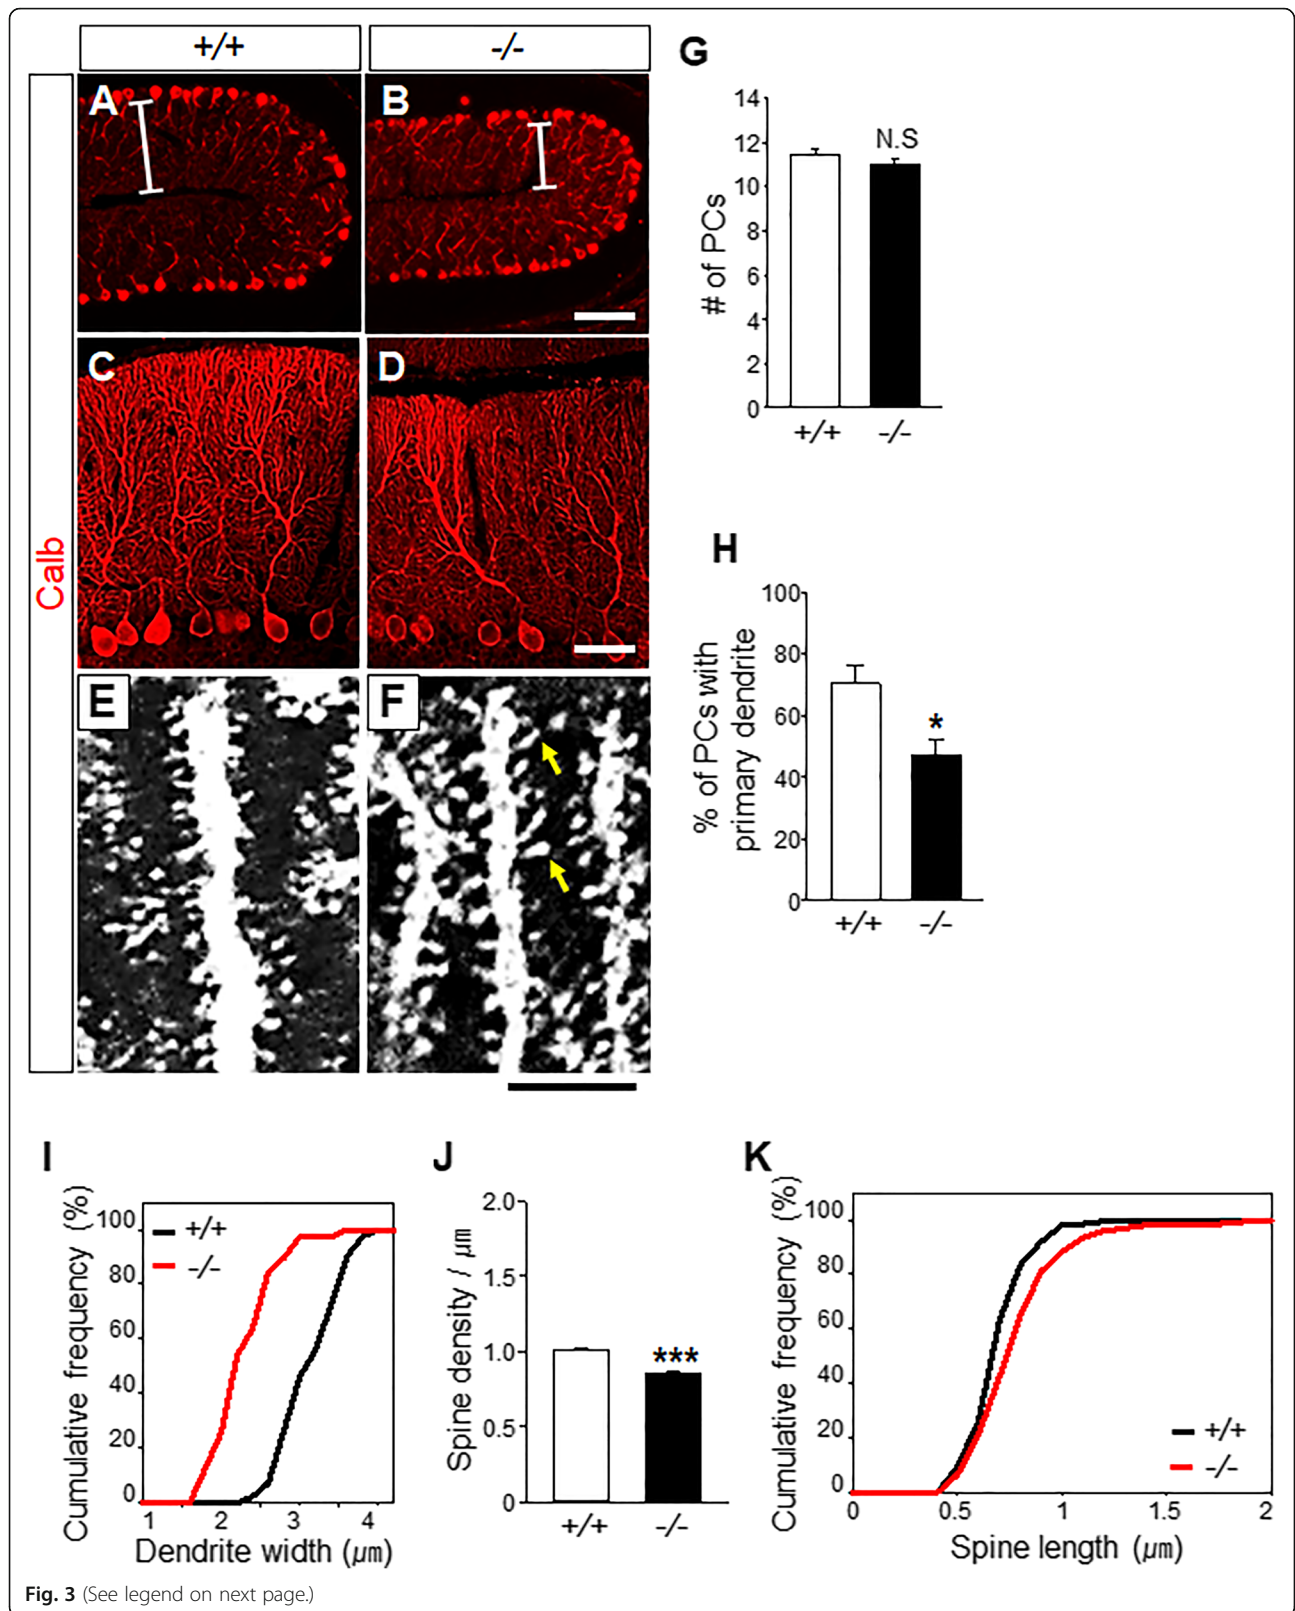 +/+
-/-
Calb
A
B
C
D
E
F
G
14
12
10
8
6
4
2
0
# of PCs
N.S
+/+
-/-
H
100
80
60
40
20
0
% of PCs with
primary dendrite
*
+/+
-/-
I
Cumulative frequency (%)
100
80
60
40
20
0
+/+
-/-
1 2 3 4
Dendrite width (µm)
J
2.0
1.5
1.0
0.5
0
Spine density / µm
***
+/+
-/-
K
Cumulative frequency (%)
100
80
60
40
20
0
+/+
-/-
0 0.5 1 1.5 2
Spine length (µm)
Fig. 3 (See legend on next page.)